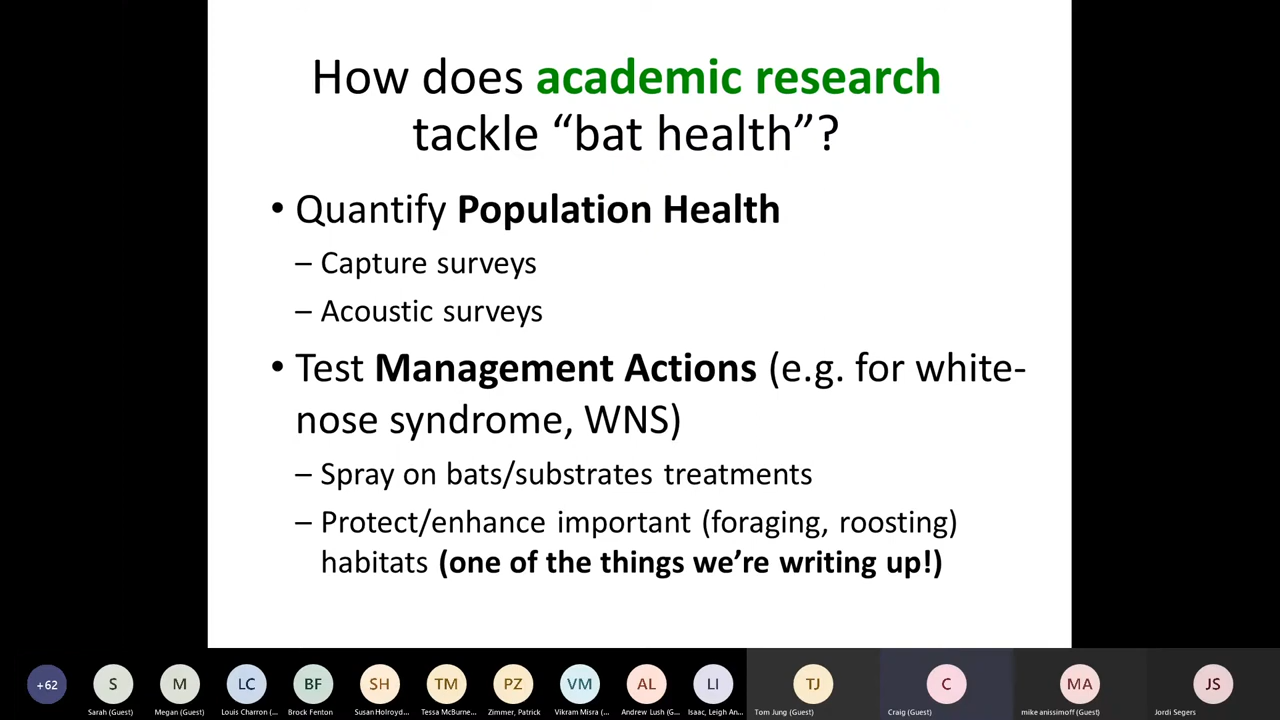 How does academic research
tackle “bat health”?
• Quantify Population Health
– Capture surveys
– Acoustic surveys
• Test Management Actions (e.g. for white-
nose syndrome, WNS)
– Spray on bats/substrates treatments
– Protect/enhance important (foraging, roosting)
habitats (one of the things we’re writing up!)
+62 S M LC BF SH TM PZ VM AL LI TJ C MA JS
Sarah (Guest) Megan (Guest) Louis Charron (... Brock Fenton Susan Holroyd... Tessa McBurne... Zimmer, Patrick Vikram Misra (... Andrew Lush (G... Isaac, Leigh An... Tom Jung (Guest) Craig (Guest) mike anissimoff (Guest) Jordi Segers